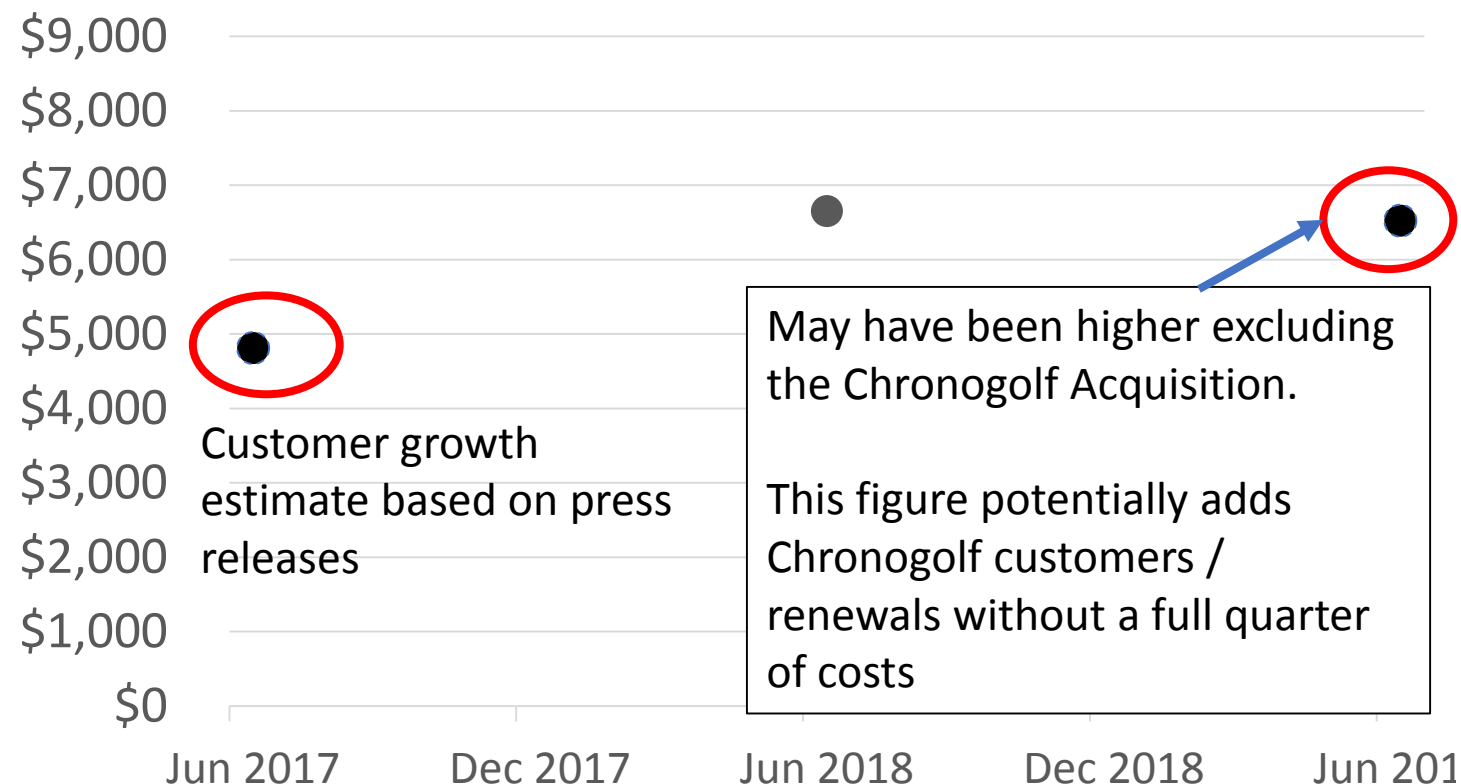 $9,000
$8,000
$7,000
$6,000
$5,000
$4,000
$3,000
$2,000
$1,000
$0
Customer growth
estimate based on press
releases
May have been higher excluding
the Chronogolf Acquisition.
This figure potentially adds
Chronogolf customers /
renewals without a full quarter
of costs
Jun 2017
Dec 2017
Jun 2018
Dec 2018
Jun 201